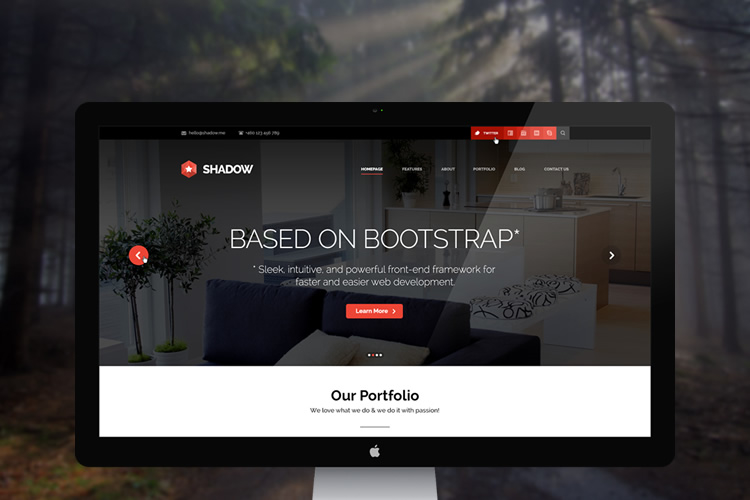 hello@shadow.me +420 123 456 789 TWITTER
SHADOW
HOMEPAGE FEATURES ABOUT PORTFOLIO BLOG CONTACT US
BASED ON BOOTSTRAP*
* Sleek, intuitive, and powerful front-end framework for
faster and easier web development.
Learn More
Our Portfolio
We love what we do & we do it with passion!